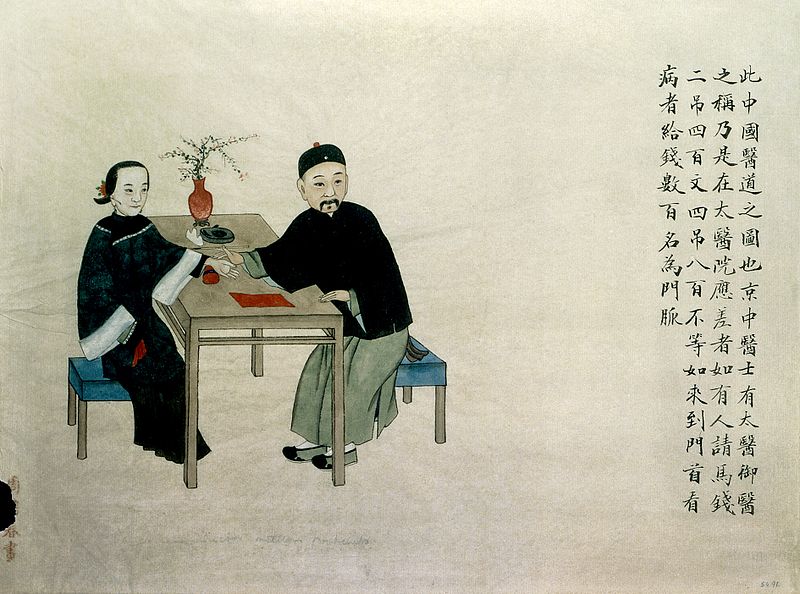 此中國醫道之圖也京中醫士有太醫御醫
之稱乃是在太醫院應差者如有人請馬錢
二吊四百文四吊八百不等如來到門首看
病者給錢數百名為門脈
春畫